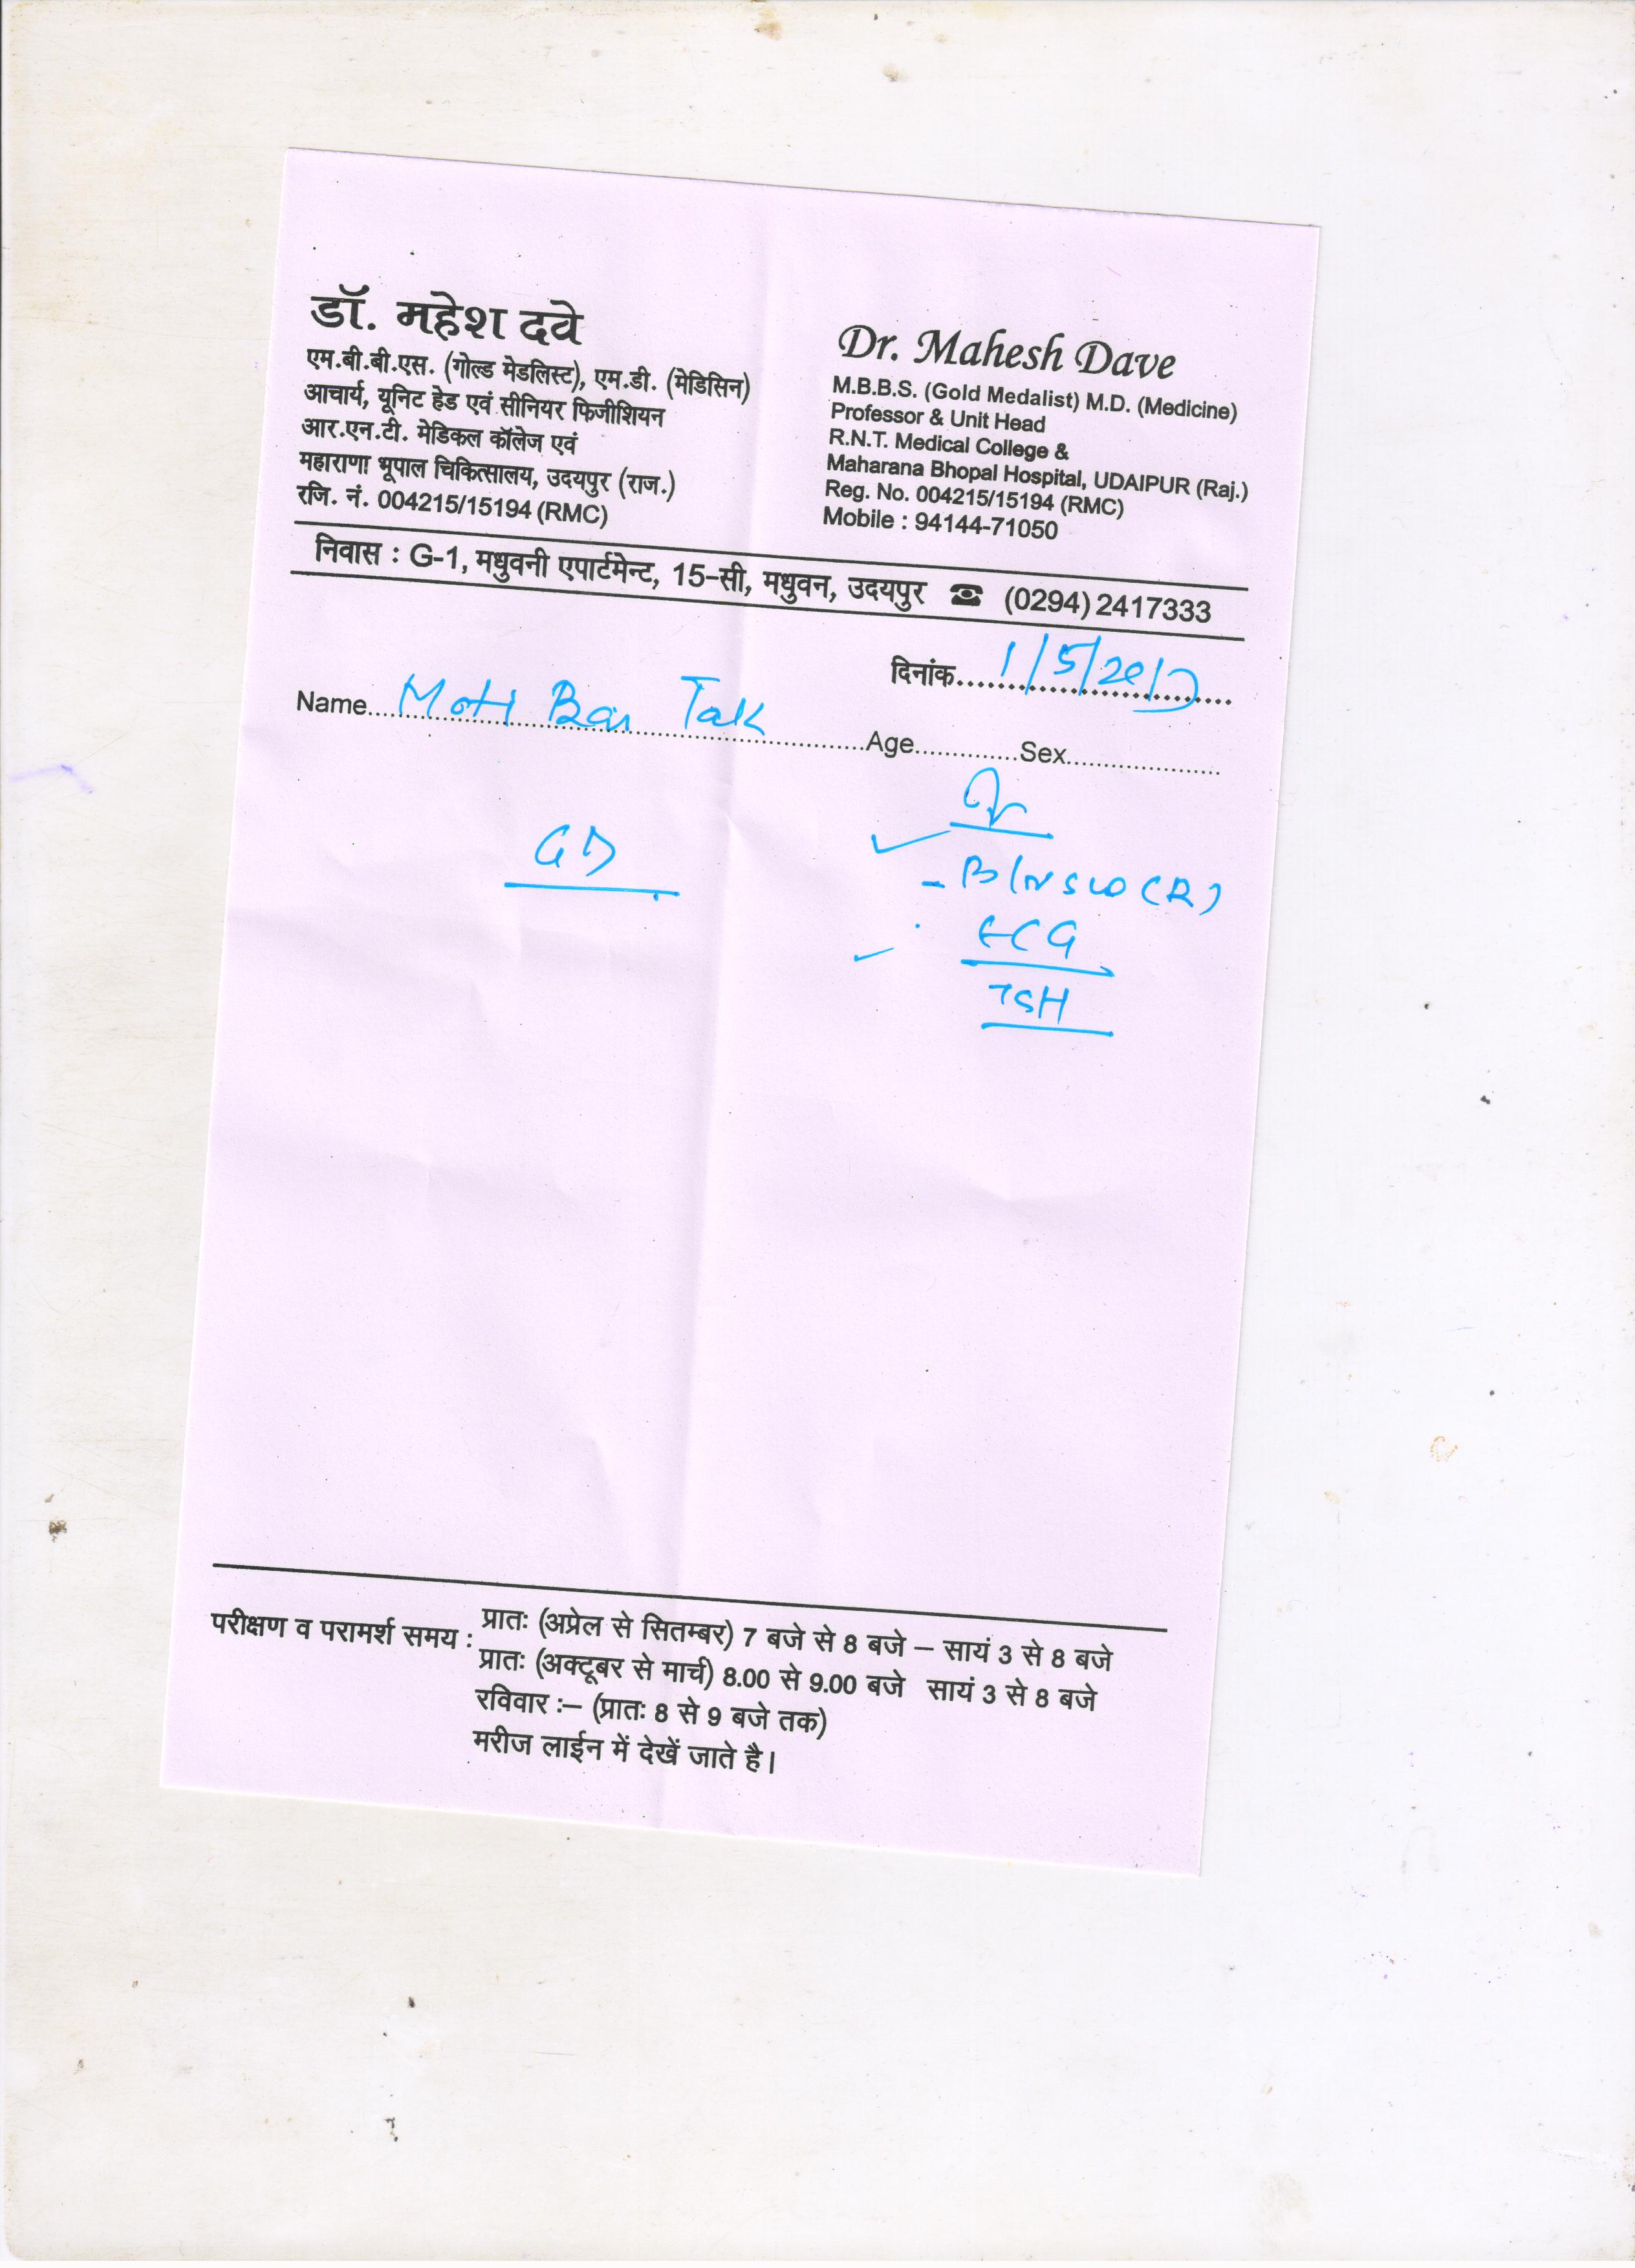 डॉ. महेश दवे
एम.बी.बी.एस. (गोल्ड मेडलिस्ट), एम.डी. (मेडिसिन)
आचार्य, यूनिट हेड एवं सीनियर फिजीशियन
आर.एन.टी. मेडिकल कॉलेज एवं
महाराणा भूपाल चिकित्सालय, उदयपुर (राज.)
रजि. नं. 004215/15194 (RMC)
Dr. Mahesh Dave
M.B.B.S. (Gold Medalist) M.D. (Medicine)
Professor & Unit Head
R.N.T. Medical College &
Maharana Bhopal Hospital, UDAIPUR (Raj.)
Reg. No. 004215/15194 (RMC)
Mobile : 94144-71050
निवास : G-1, मधुवनी एपार्टमेन्ट, 15-सी, मधुवन, उदयपुर ☎ (0294) 2417333
दिनांक 1/5/2017
Name Moti Tak Age Sex
GD
ECG
TSH
परीक्षण व परामर्श समय : प्रातः (अप्रेल से सितम्बर) 7 बजे से 8 बजे – सायं 3 से 8 बजे
प्रातः (अक्टूबर से मार्च) 8.00 से 9.00 बजे सायं 3 से 8 बजे
रविवार :– (प्रातः 8 से 9 बजे तक)
मरीज लाईन में देखें जाते है।